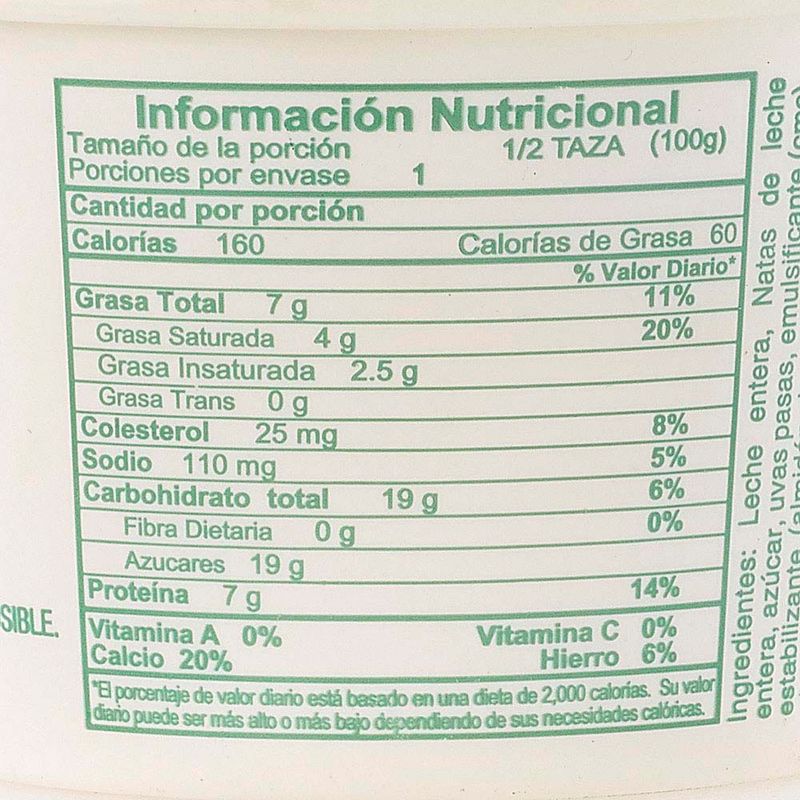 Información Nutricional
Tamaño de la porción 1/2 TAZA (100g)
Porciones por envase 1
Cantidad por porción
Calorías 160 Calorías de Grasa 60
% Valor Diario*
Grasa Total 7 g 11%
Grasa Saturada 4 g 20%
Grasa Insaturada 2.5 g
Grasa Trans 0 g
Colesterol 25 mg 8%
Sodio 110 mg 5%
Carbohidrato total 19 g 6%
Fibra Dietaria 0 g 0%
Azucares 19 g
Proteína 7 g 14%
Vitamina A 0% Vitamina C 0%
Calcio 20% Hierro 6%
*El porcentaje de valor diario está basado en una dieta de 2,000 calorías. Su valor
diario puede ser más alto o más bajo dependiendo de sus necesidades calóricas.
SIBLE.
Ingredientes: Leche entera, Natas de leche
entera, azúcar, uvas pasas, emulsificante
estabilizante